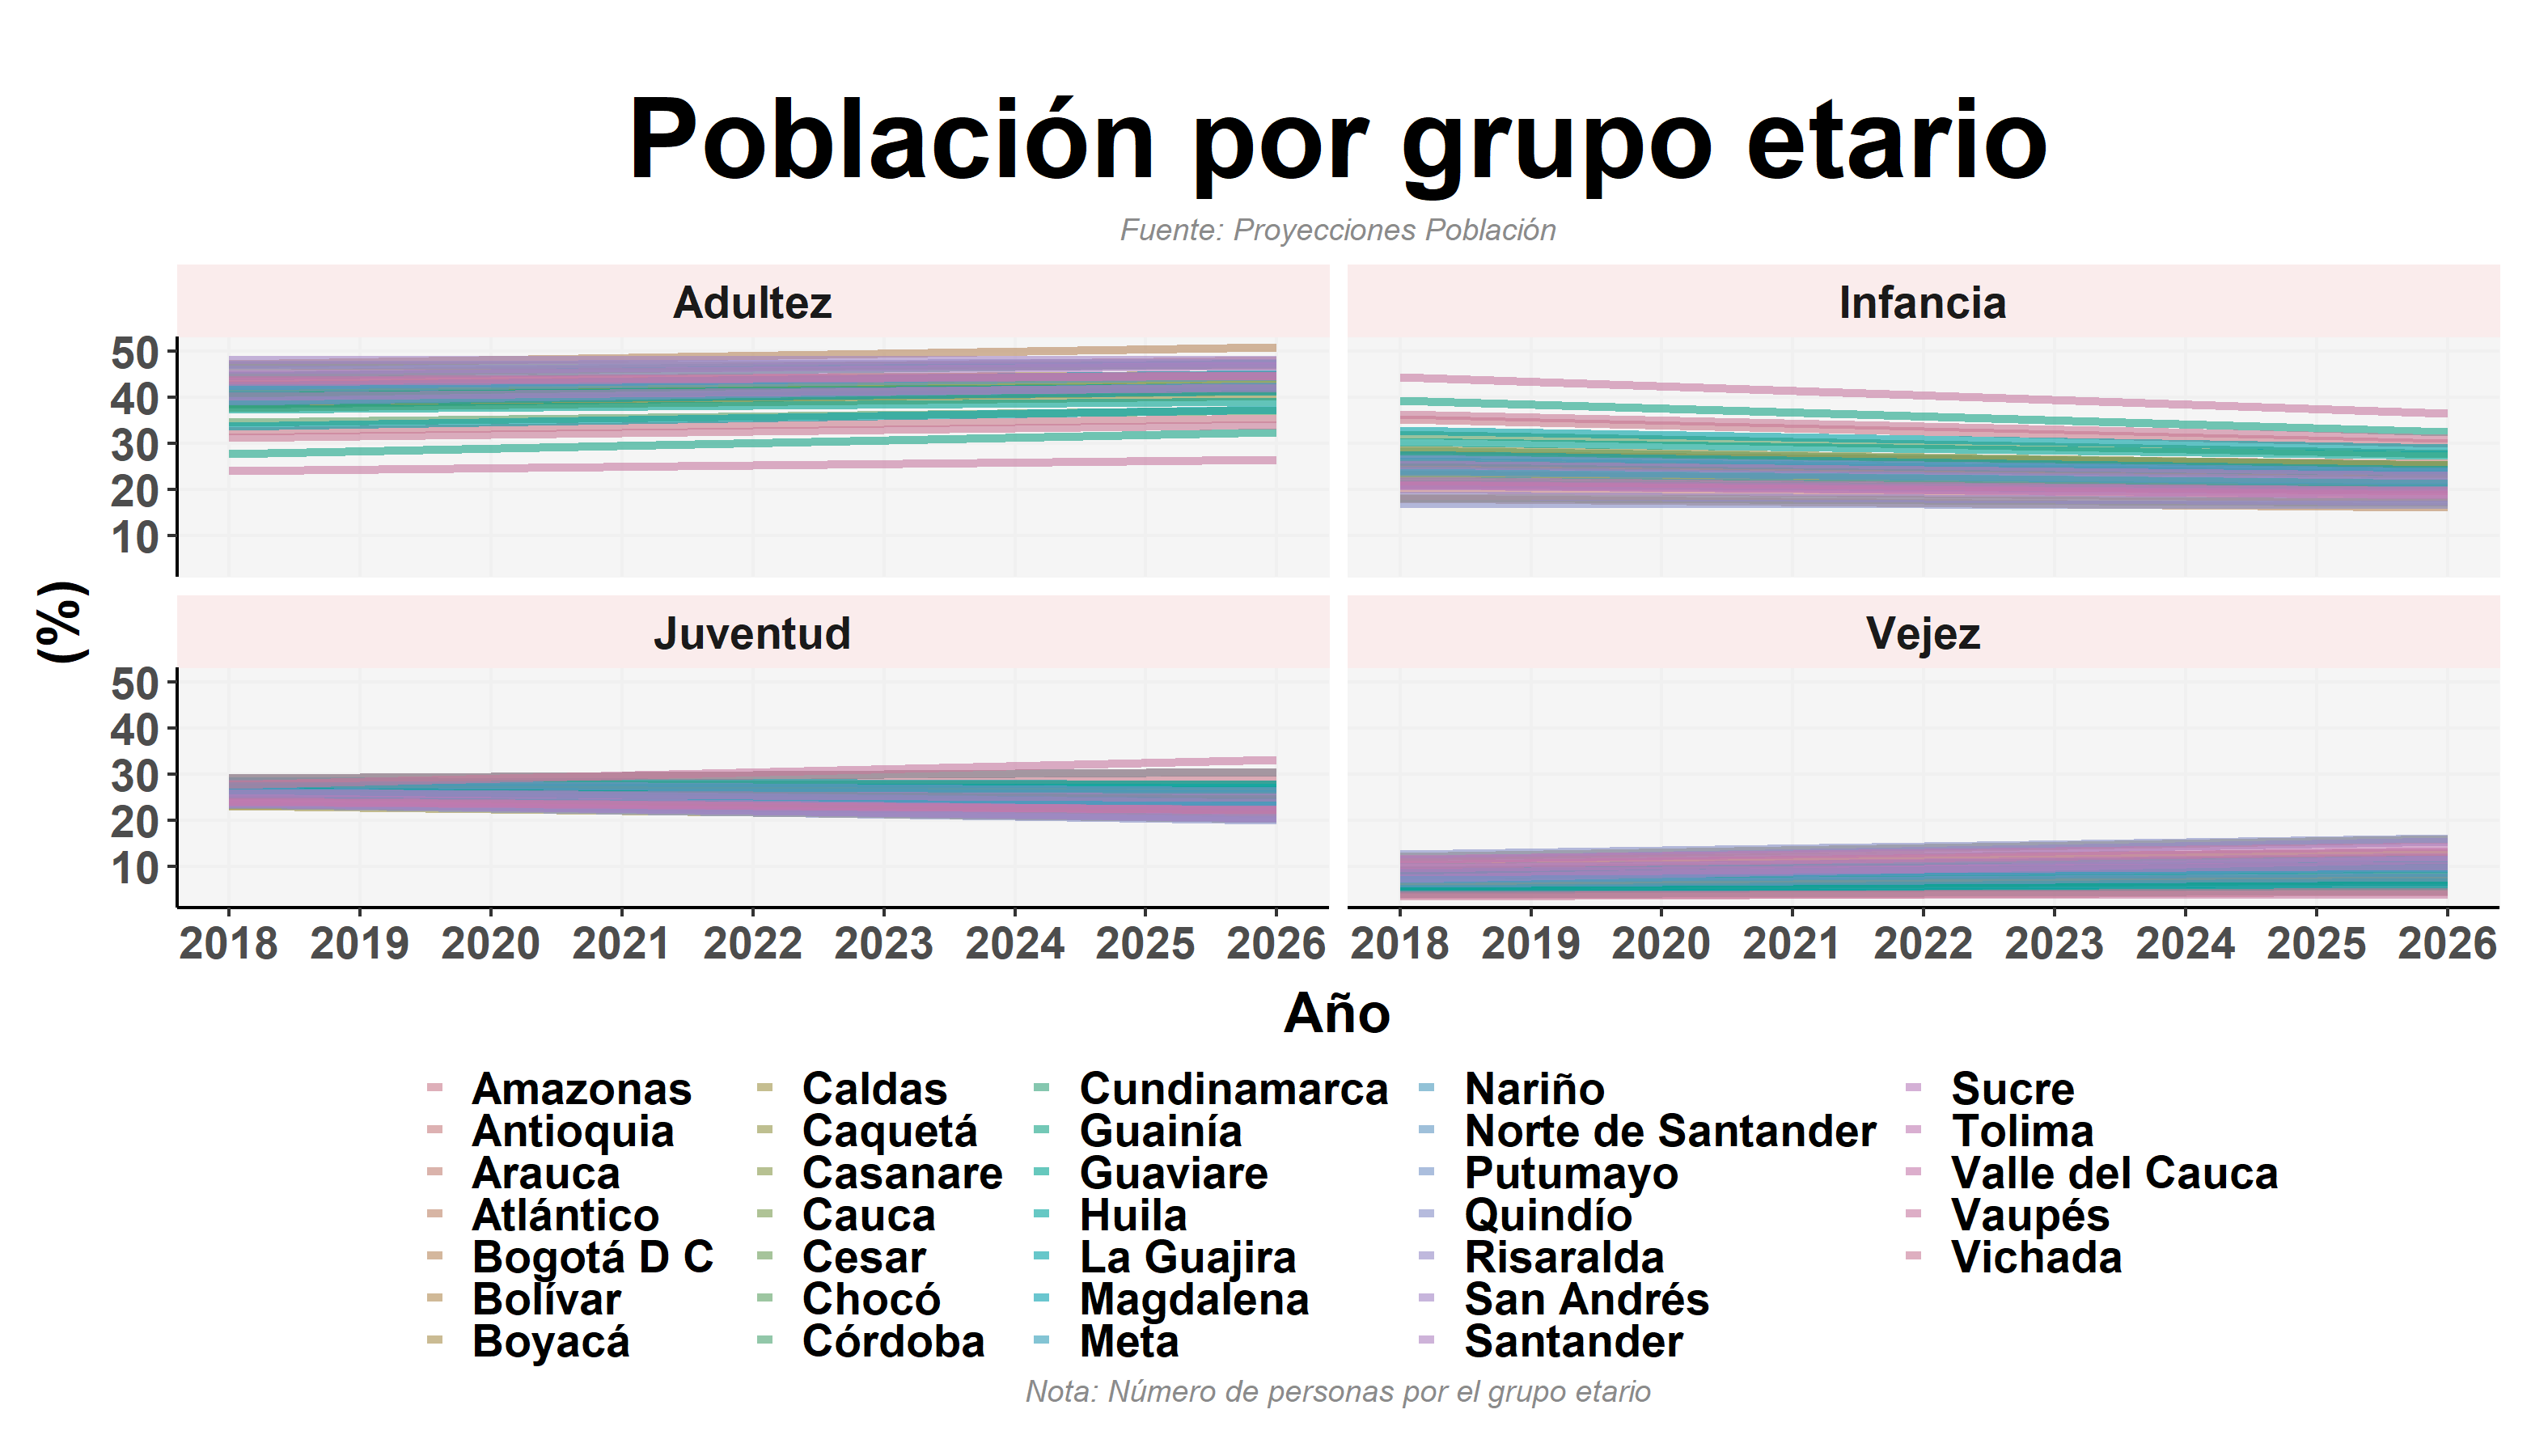 Población por grupo etario
Fuente: Proyecciones Población
Adultez
Infancia
50
40
30
20
10
(%)
Juventud
Vejez
50
40
30
20
10
2018 2019 2020 2021 2022 2023 2024 2025 2026
2018 2019 2020 2021 2022 2023 2024 2025 2026
Año
Amazonas
Antioquia
Arauca
Atlántico
Bogotá D C
Bolívar
Boyacá
Caldas
Caquetá
Casanare
Cauca
Cesar
Chocó
Córdoba
Cundinamarca
Guainía
Guaviare
Huila
La Guajira
Magdalena
Meta
Nariño
Norte de Santander
Putumayo
Quindío
Risaralda
San Andrés
Santander
Sucre
Tolima
Valle del Cauca
Vaupés
Vichada
Nota: Número de personas por el grupo etario